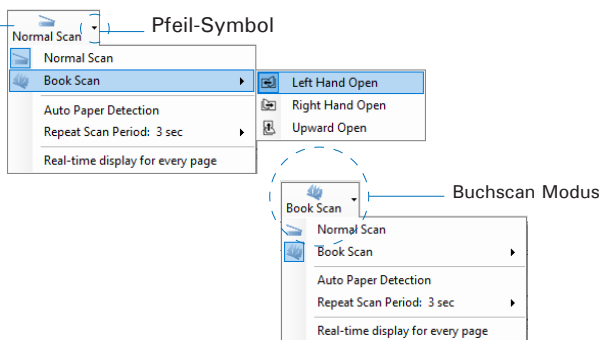 Normal Scan
Pfeil-Symbol
Normal Scan
Book Scan
Left Hand Open
Right Hand Open
Upward Open
Auto Paper Detection
Repeat Scan Period: 3 sec
Real-time display for every page
Book Scan
Buchscan Modus
Normal Scan
Book Scan
Auto Paper Detection
Repeat Scan Period: 3 sec
Real-time display for every page